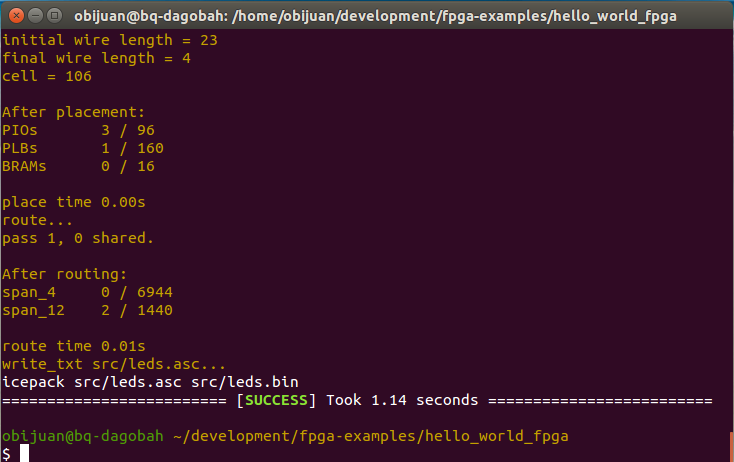 obijuan@bq-dagobah: /home/obijuan/development/fpga-examples/hello_world_fpga
initial wire length = 23
final wire length = 4
cell = 106
After placement:
PIOs       3 / 96
PLBs       1 / 160
BRAMs      0 / 16
place time 0.00s
route...
pass 1, 0 shared.
After routing:
span_4     0 / 6944
span_12    2 / 1440
route time 0.01s
write_txt src/leds.asc...
icepack src/leds.asc src/leds.bin
========================= [SUCCESS] Took 1.14 seconds =========================
obijuan@bq-dagobah ~/development/fpga-examples/hello_world_fpga
$